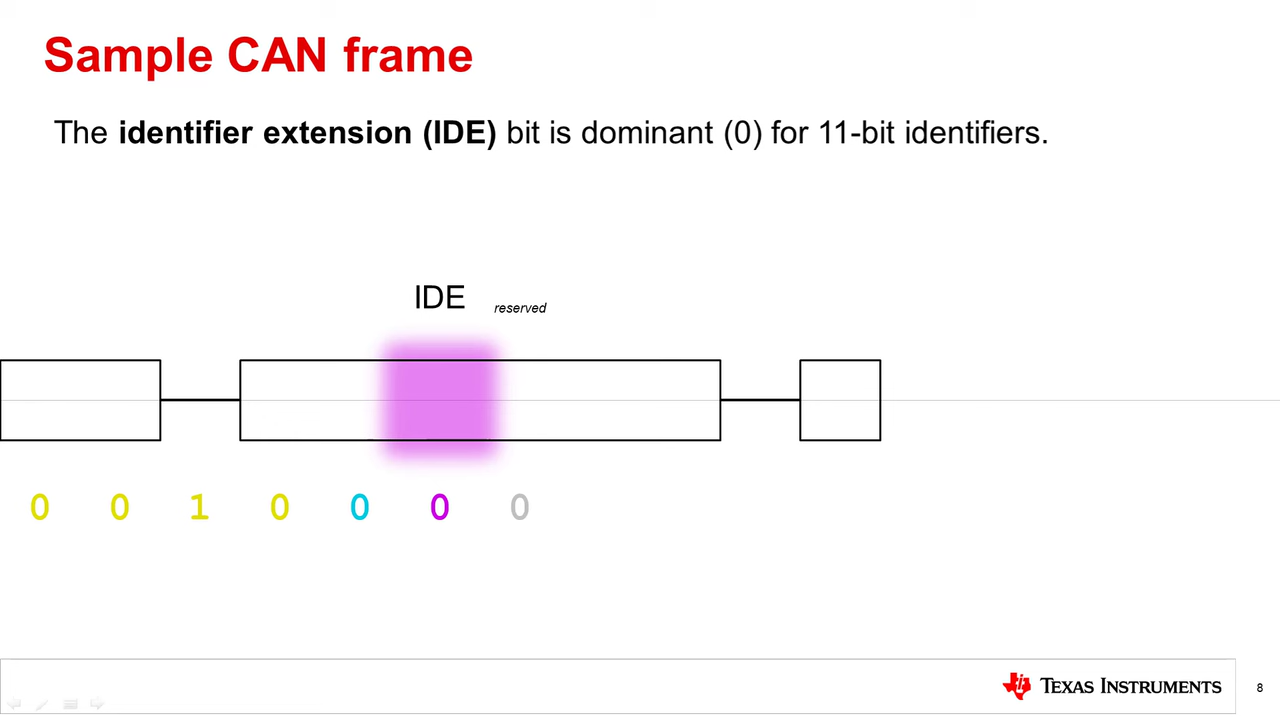 Sample CAN frame
The identifier extension (IDE) bit is dominant (0) for 11-bit identifiers.
IDE reserved
0 0 1 0 0 0 0
Texas Instruments 8